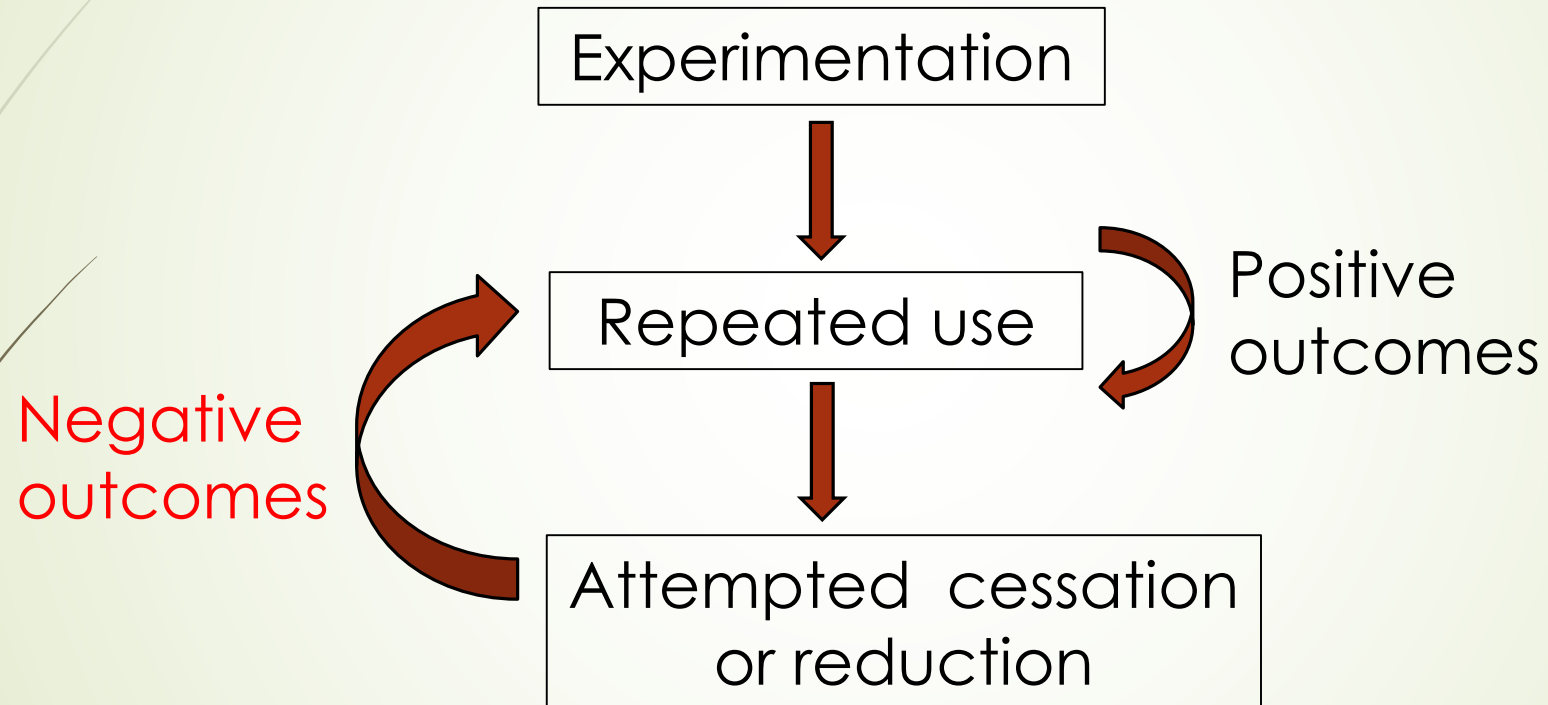 Experimentation
Repeated use
Positive
outcomes
Negative
outcomes
Attempted cessation
or reduction